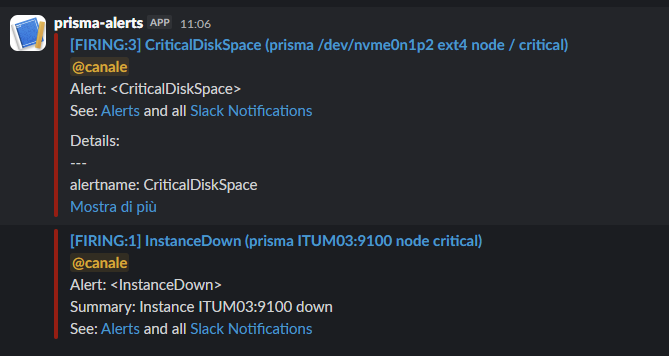 prisma-alerts APP 11:06
[FIRING:3] CriticalDiskSpace (prisma /dev/nvme0n1p2 ext4 node / critical)
@canale
Alert: <CriticalDiskSpace>
See: Alerts and all Slack Notifications
Details:
---
alertname: CriticalDiskSpace
Mostra di più
[FIRING:1] InstanceDown (prisma ITUM03:9100 node critical)
@canale
Alert: <InstanceDown>
Summary: Instance ITUM03:9100 down
See: Alerts and all Slack Notifications